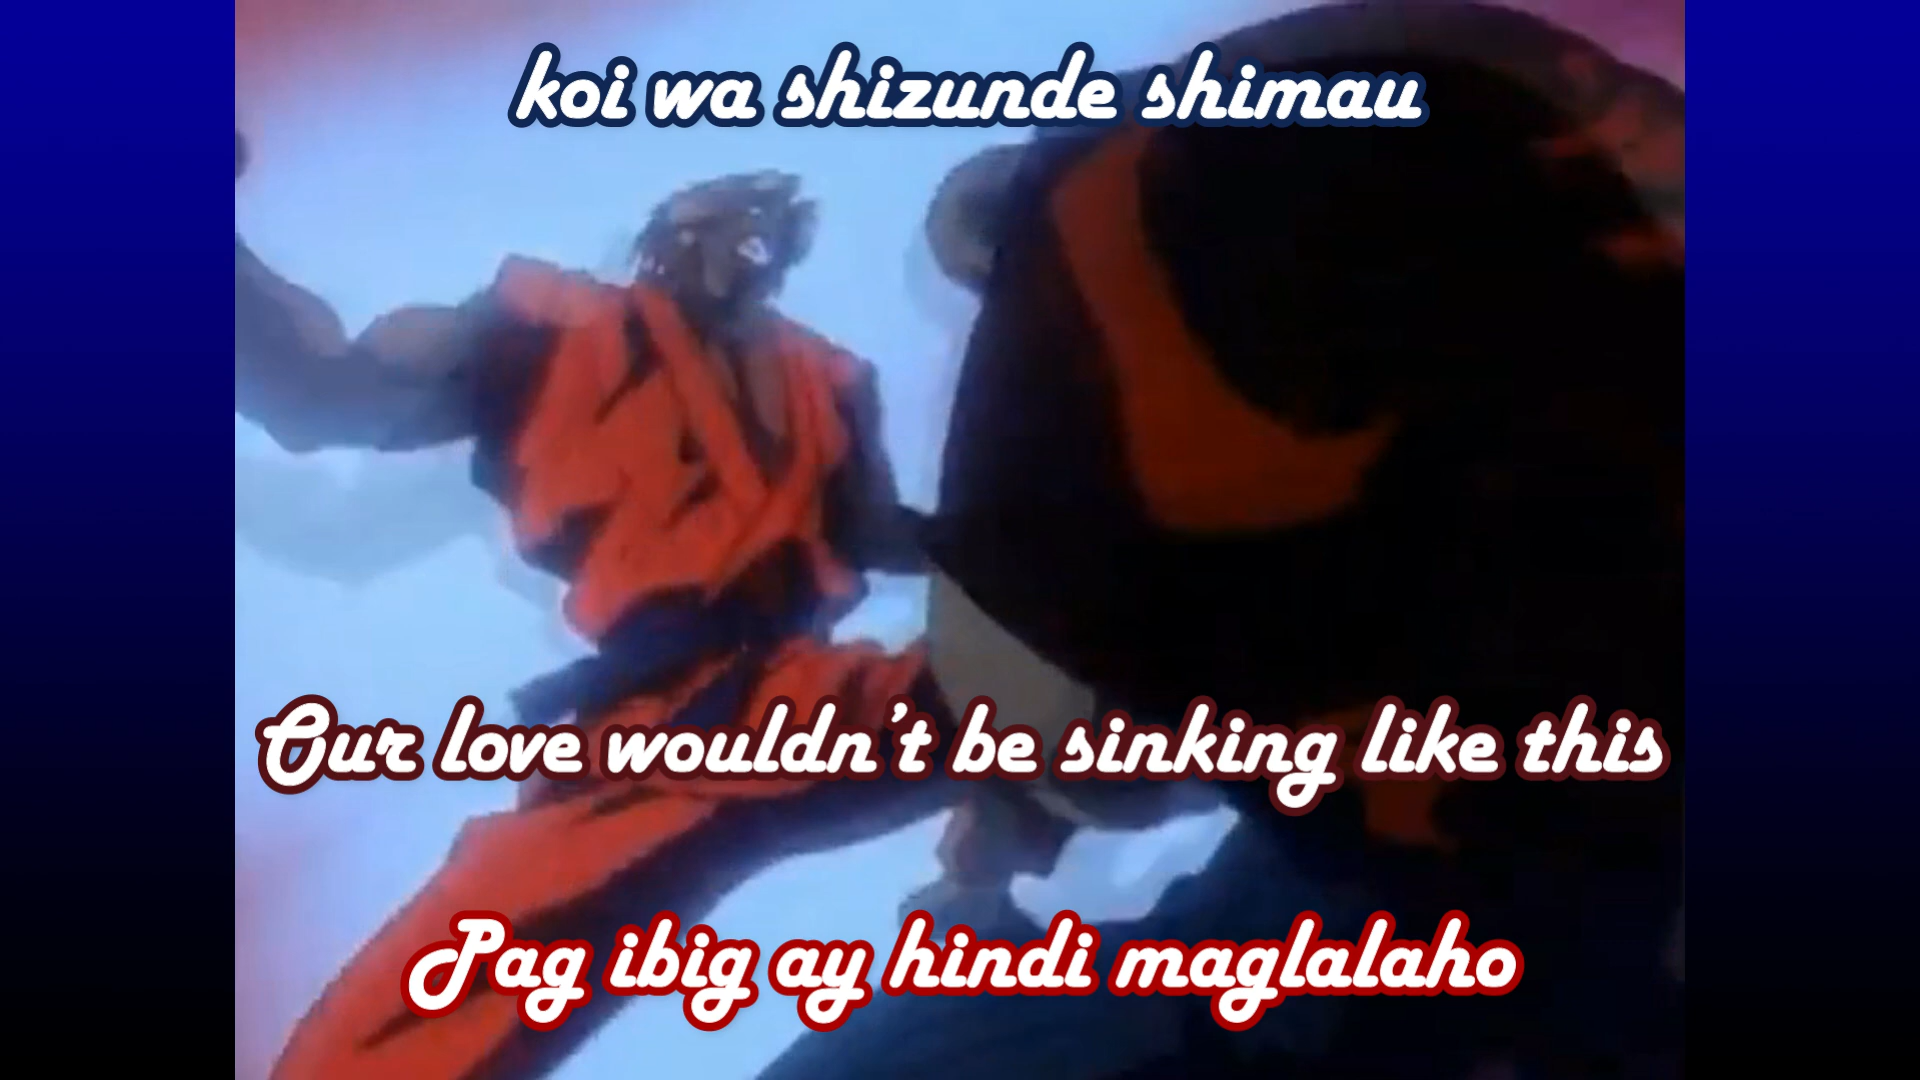 koi wa shizunde shimau
Our love wouldn't be sinking like this
Pag ibig ay hindi maglalaho